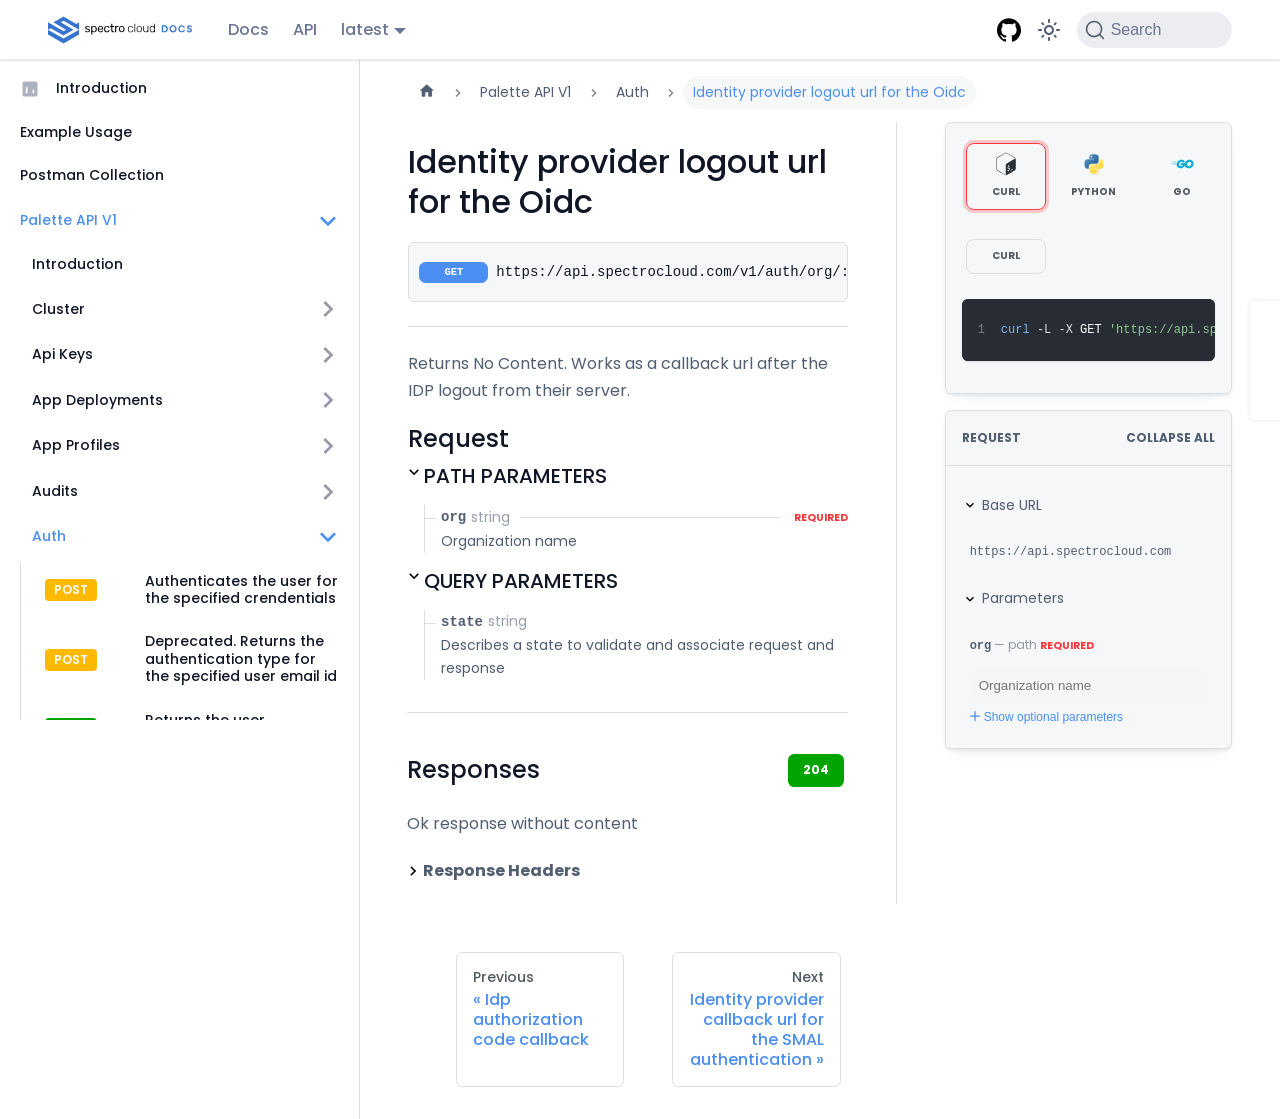 spectro cloud DOCS
Docs
API
latest
Search
Introduction
Example Usage
Postman Collection
Palette API V1
Introduction
Cluster
Api Keys
App Deployments
App Profiles
Audits
Auth
POST
Authenticates the user for
the specified crendentials
POST
Deprecated. Returns the
authentication type for
the specified user email id
Palette API V1
Auth
Identity provider logout url for the Oidc
Identity provider logout url
for the Oidc
GET
https://api.spectrocloud.com/v1/auth/org/:
Returns No Content. Works as a callback url after the
IDP logout from their server.
Request
PATH PARAMETERS
org string
REQUIRED
Organization name
QUERY PARAMETERS
state string
Describes a state to validate and associate request and
response
Responses
204
Ok response without content
Response Headers
Previous
« Idp
authorization
code callback
Next
Identity provider
callback url for
the SMAL
authentication »
CURL
PYTHON
GO
CURL
1 curl -L -X GET 'https://api.sp
REQUEST
COLLAPSE ALL
Base URL
https://api.spectrocloud.com
Parameters
org — path REQUIRED
Organization name
Show optional parameters